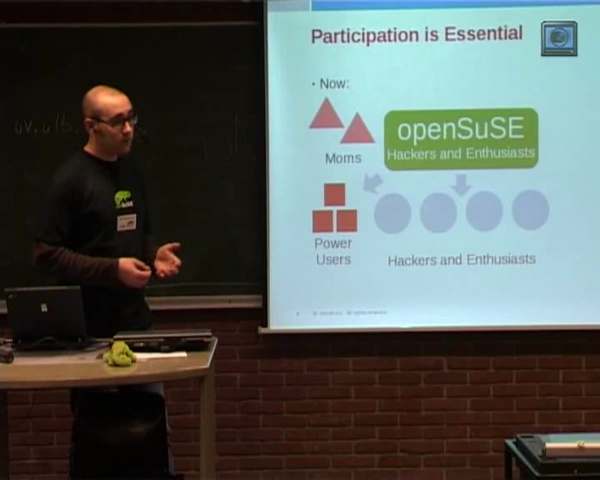 Participation is Essential
• Now:
openSuSE
Hackers and Enthusiasts
Moms
Power
Users
Hackers and Enthusiasts